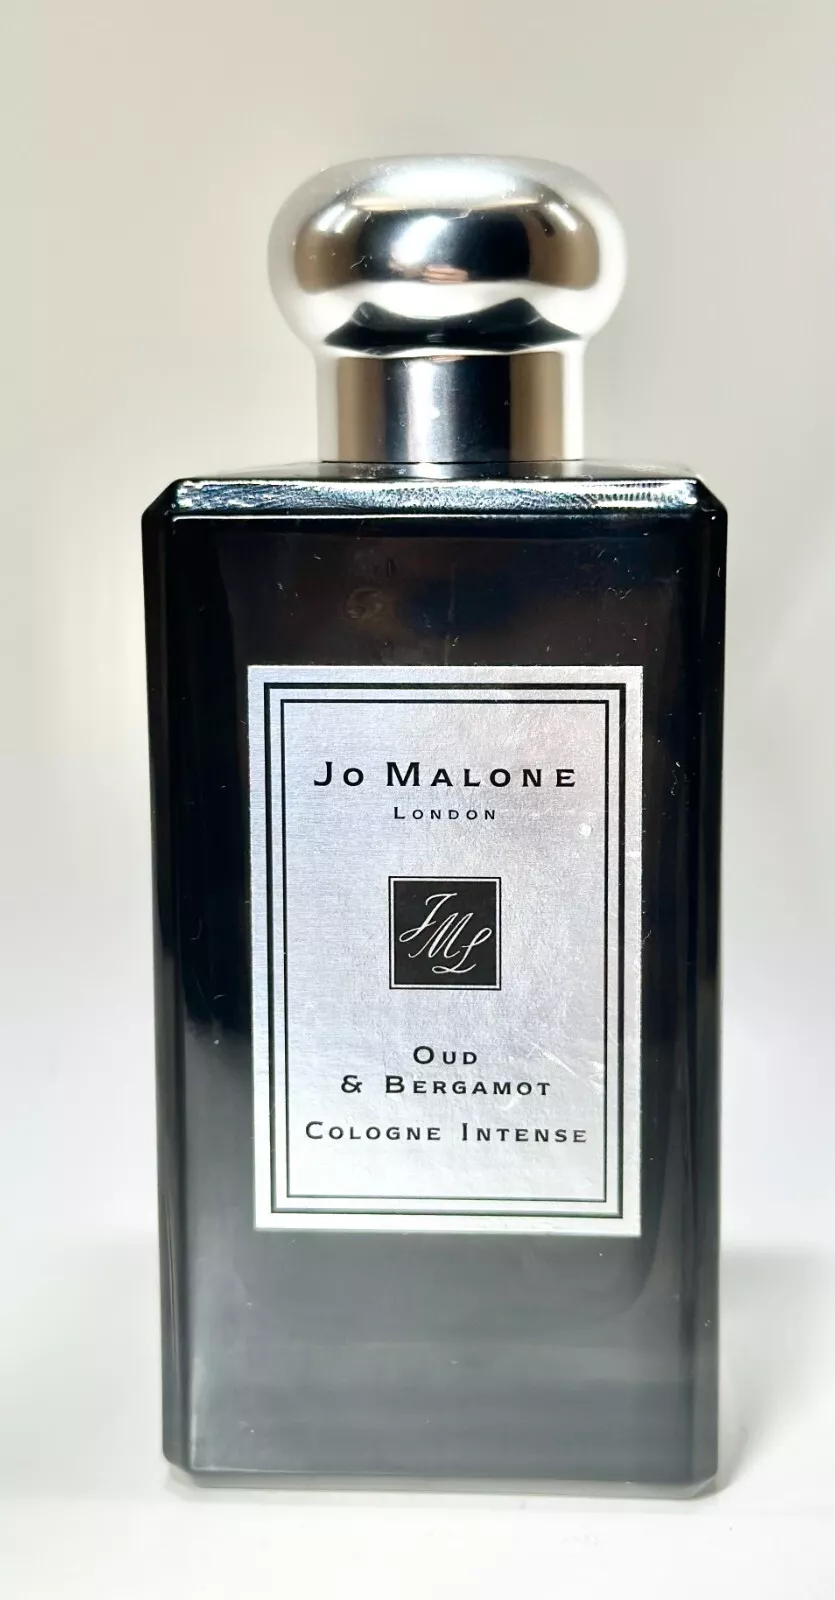 Jo Malone
London
JML
Oud
& Bergamot
Cologne Intense